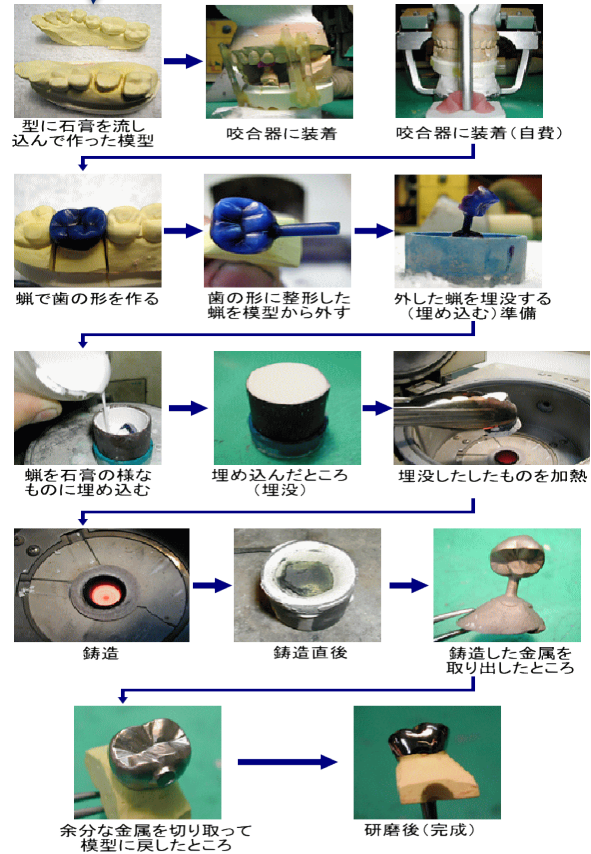 型に石膏を流し
込んで作った模型
咬合器に装着
咬合器に装着（自費）
蝋で歯の形を作る
歯の形に整形した
蝋を模型から外す
外した蝋を埋没する
（埋め込む）準備
蝋を石膏の様な
ものに埋め込む
埋め込んだところ
（埋没）
埋没したしたものを加熱
鋳造
鋳造直後
鋳造した金属を
取り出したところ
余分な金属を切り取って
模型に戻したところ
研磨後（完成）